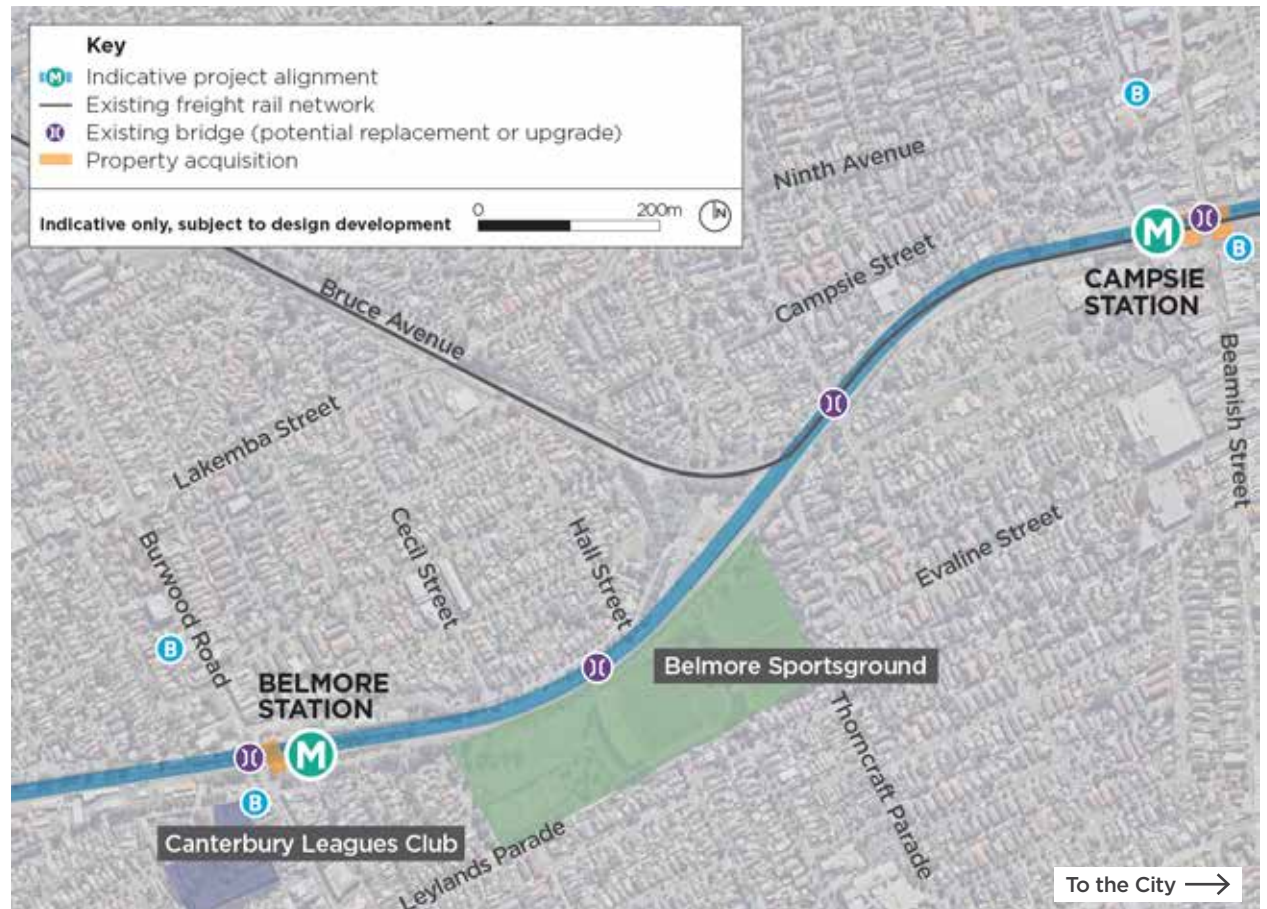 Key
M Indicative project alignment
Existing freight rail network
Existing bridge (potential replacement or upgrade)
Property acquisition
Indicative only, subject to design development
0 200m N
B
Ninth Avenue
M
B
CAMPSIE
STATION
Campsie Street
Bruce Avenue
Beamish Street
Lakemba Street
Cecil Street
Hall Street
Evaline Street
Burwood Road
B
Belmore Sportsground
BELMORE
STATION
M
B
Thorncraft Parade
Canterbury Leagues Club
Leylands Parade
To the City